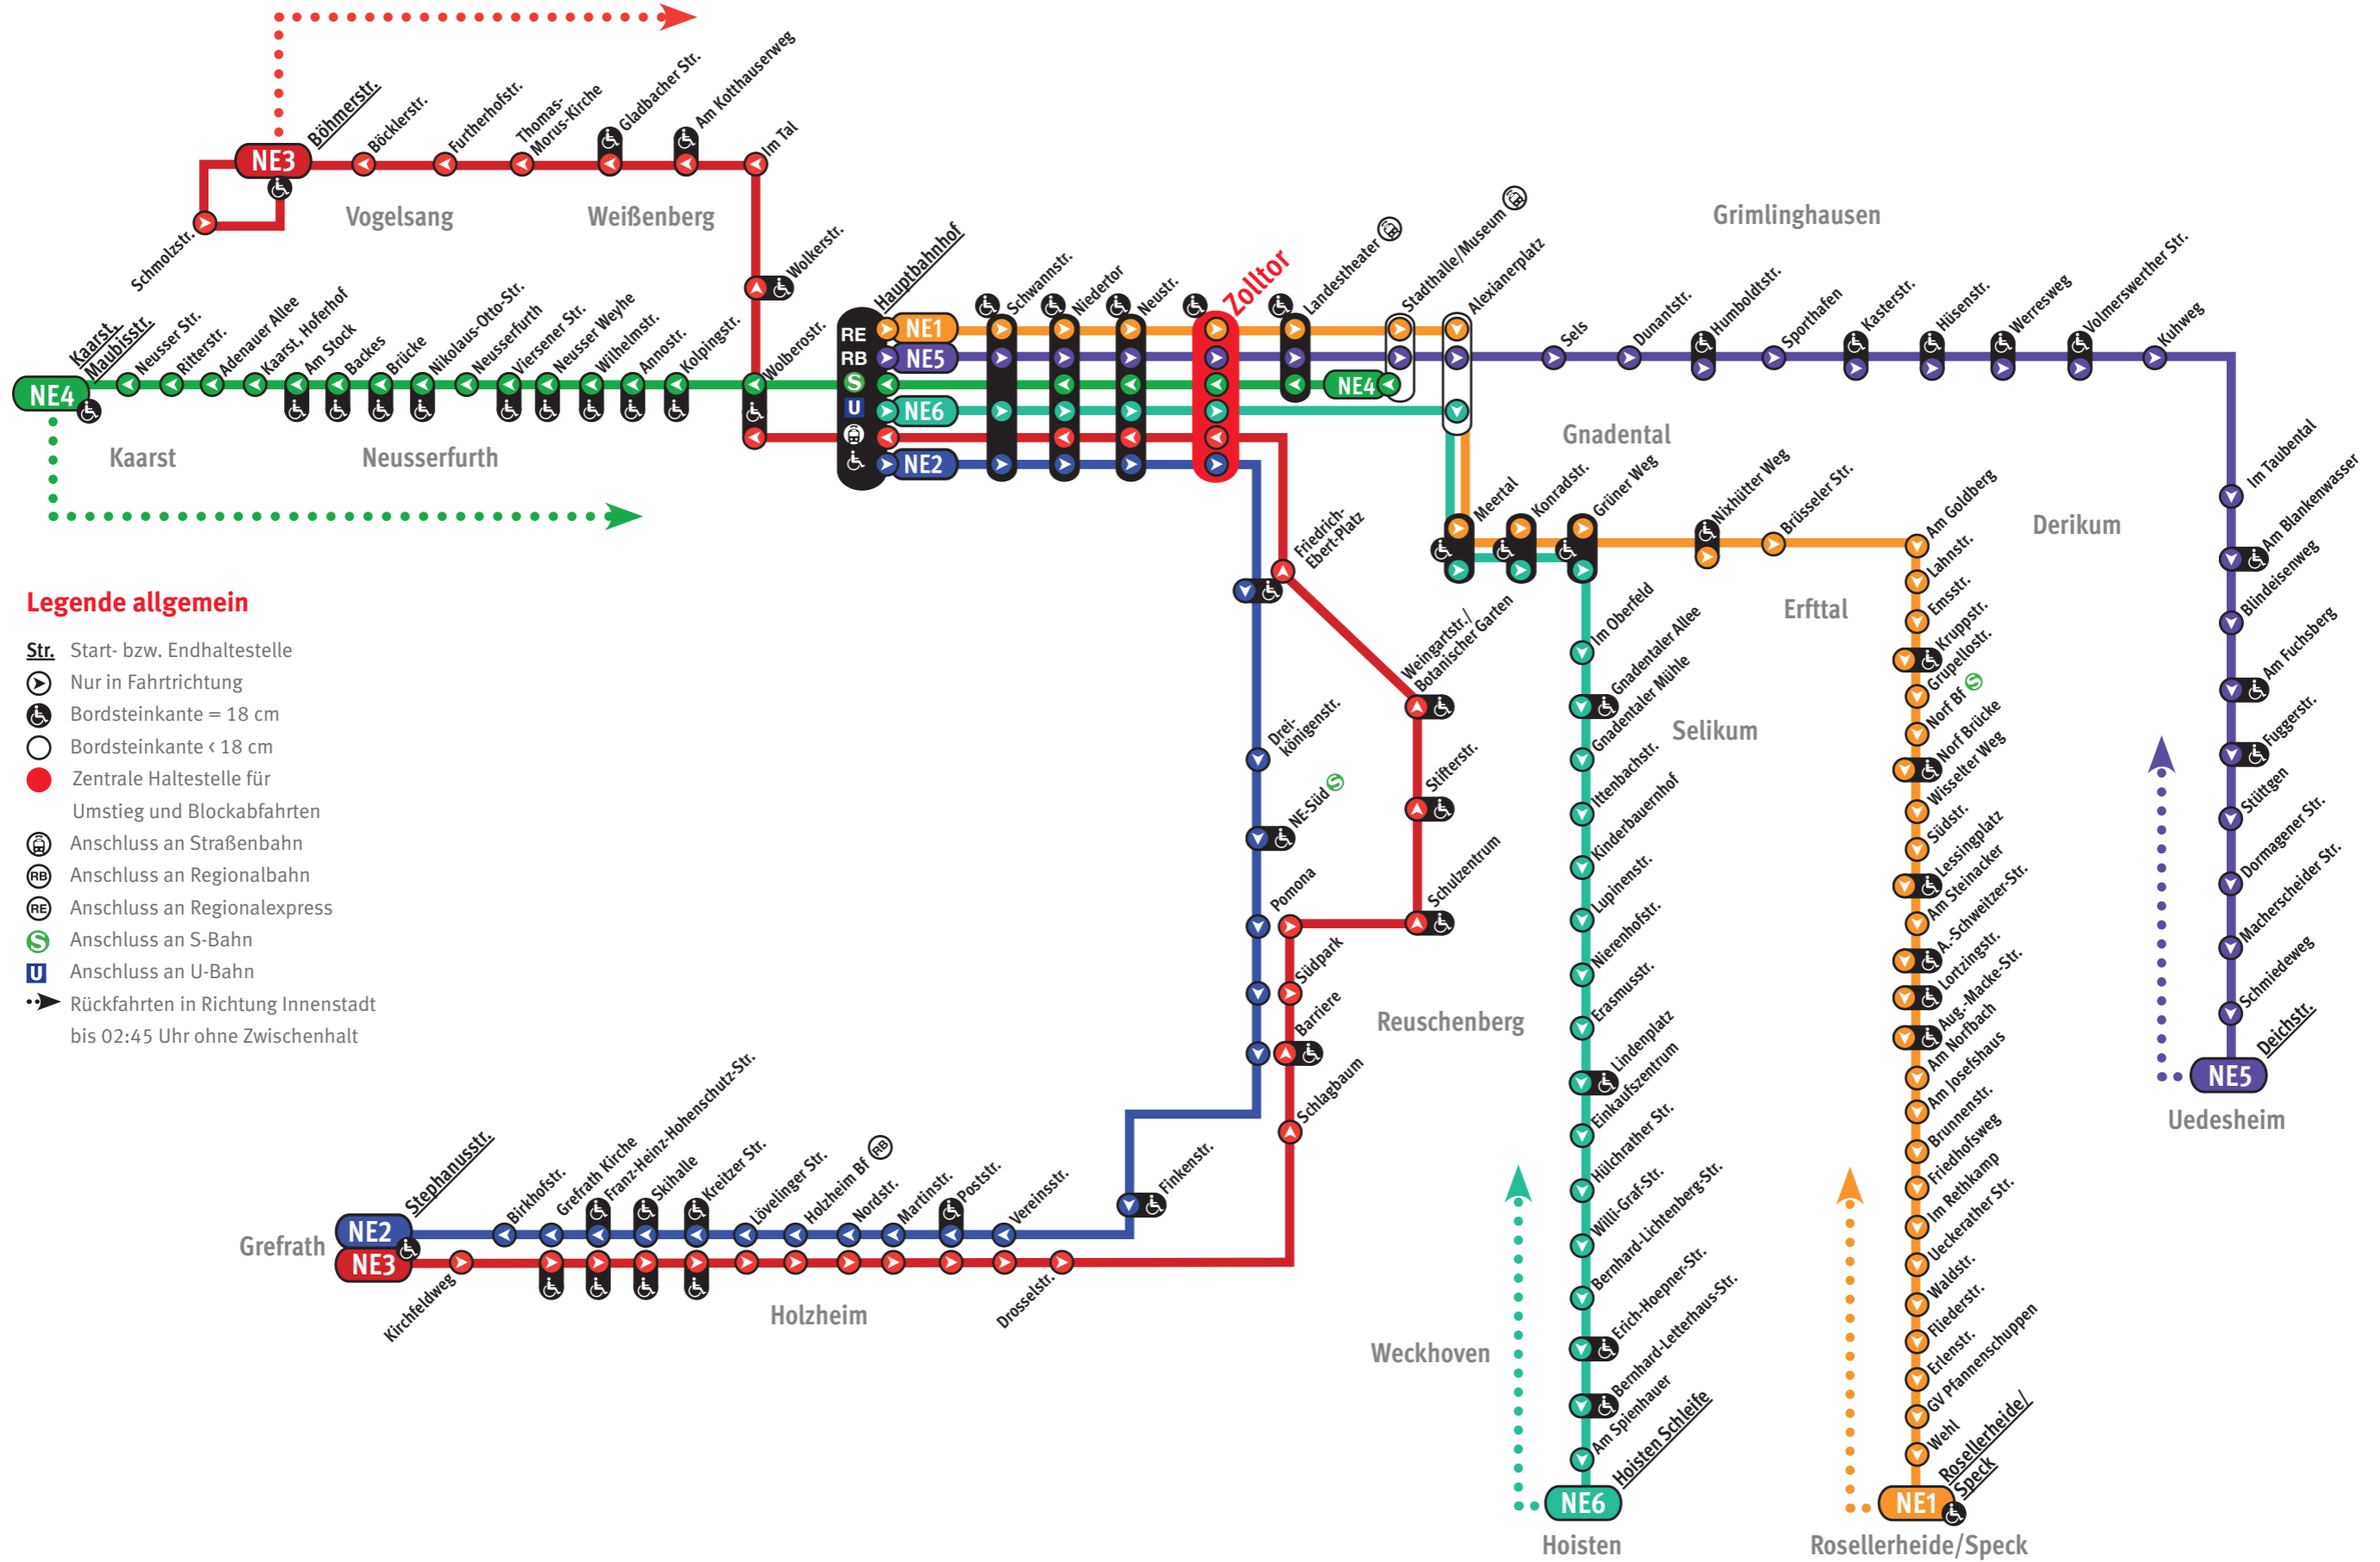 NE3
Böhmerstr.
Böcklerstr.
Furtherhofstr.
Thomas-
Morus-Kirche
Gladbacher Str.
Am Kotthauserweg
Im Tal
Schmolzstr.
Vogelsang
Weißenberg
Wolkerstr.
NE4
Kaarst,
Maubisstr.
Neusser Str.
Ritterstr.
Adenauer Allee
Kaarst, Hoferhof
Am Stock
Backes
Brücke
Nikolaus-Otto-Str.
Neusserfurth
Viersener Str.
Neusser Weyhe
Wilhelmstr.
Annostr.
Kolpingstr.
Wolberostr.
Kaarst
Neusserfurth
Hauptbahnhof
RE
RB
S
U
NE1
NE5
NE6
NE2
Schwannstr.
Niedertor
Neustr.
Zolltor
Landestheater
NE4
Stadthalle/Museum
Alexianerplatz
Grimlinghausen
Sels
Dunantstr.
Humboldtstr.
Sporthafen
Kasterstr.
Hüsenstr.
Werresweg
Volmerswerther Str.
Kuhweg
Im Taubental
Am Blankenwasser
Blindeisenweg
Am Fuchsberg
Fuggerstr.
Stüttgen
Dormagener Str.
Macherscheider Str.
Schmiedeweg
Deichstr.
NE5
Uedesheim
Derikum
Gnadental
Meertal
Konradstr.
Grüner Weg
Nixhütter Weg
Brüsseler Str.
Erfttal
Am Goldberg
Lahnstr.
Emsstr.
Kruppstr.
Grupellostr.
Norf Bf S
Norf Brücke
Wisselter Weg
Südstr.
Lessingplatz
Am Steinacker
A.-Schweitzer-Str.
Lortzingstr.
Aug.-Macke-Str.
Am Norfbach
Am Josefshaus
Brunnenstr.
Friedhofsweg
Im Rethkamp
Ueckerather Str.
Waldstr.
Fliederstr.
Erlenstr.
GV Pfannenschuppen
Wehl
Rosellerheide/
Speck
NE1
Rosellerheide/Speck
Im Oberfeld
Gnadentaler Allee
Gnadentaler Mühle
Ittenbachstr.
Kinderbauernhof
Lupinenstr.
Nierenhofstr.
Erasmusstr.
Lindenplatz
Einkaufszentrum
Hülchrather Str.
Willi-Graf-Str.
Bernhard-Lichtenberg-Str.
Erich-Hoepner-Str.
Bernhard-Letterhaus-Str.
Am Spienhauer
Hoisten Schleife
NE6
Hoisten
Selikum
Reuschenberg
Weckhoven
Friedrich-
Ebert-Platz
Weingartstr./
Botanischer Garten
Stifterstr.
Schulzentrum
Drei-
königenstr.
NE-Süd S
Pomona
Südpark
Barriere
Schlagbaum
Finkenstr.
Grefrath
NE2
NE3
Stephanusstr.
Birkhofstr.
Grefrath Kirche
Franz-Heinz-Hohenschutz-Str.
Skihalle
Kreitzer Str.
Lövelinger Str.
Holzheim Bf RB
Nordstr.
Martinstr.
Poststr.
Vereinsstr.
Kirchfeldweg
Drosselstr.
Holzheim
Legende allgemein
Str. Start- bzw. Endhaltestelle
Nur in Fahrtrichtung
Bordsteinkante = 18 cm
Bordsteinkante < 18 cm
Zentrale Haltestelle für
Umstieg und Blockabfahrten
Anschluss an Straßenbahn
RB Anschluss an Regionalbahn
RE Anschluss an Regionalexpress
S Anschluss an S-Bahn
U Anschluss an U-Bahn
Rückfahrten in Richtung Innenstadt
bis 02:45 Uhr ohne Zwischenhalt